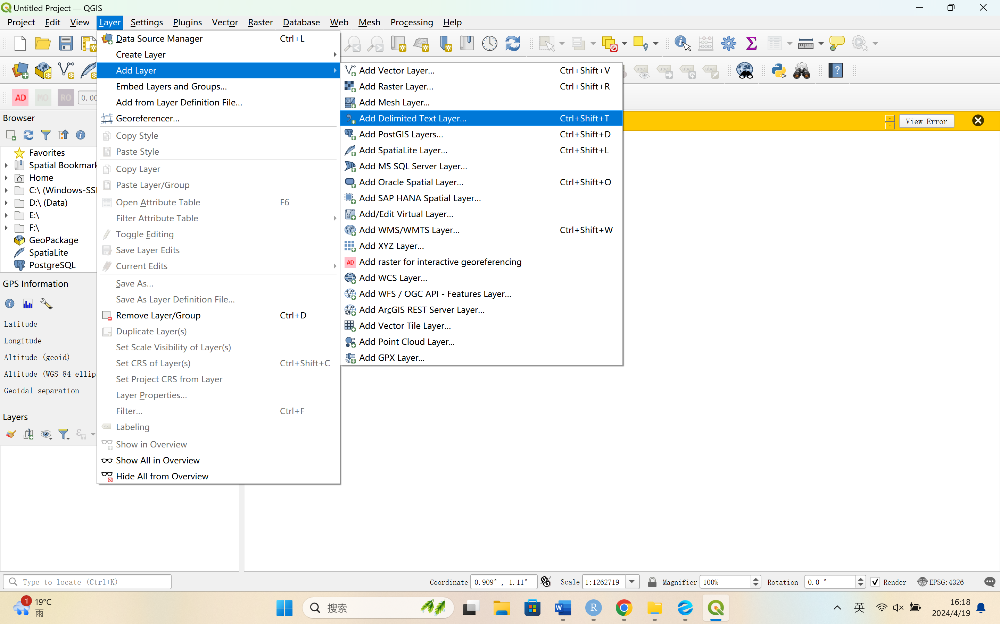 Untitled Project — QGIS
Project Edit View Layer Settings Plugins Vector Raster Database Web Mesh Processing Help
Data Source Manager Ctrl+L
Create Layer
Add Layer
Embed Layers and Groups...
Add from Layer Definition File...
Georeferencer...
Copy Style
Paste Style
Copy Layer
Paste Layer/Group
Open Attribute Table F6
Filter Attribute Table
Toggle Editing
Save Layer Edits
Current Edits
Save As...
Save As Layer Definition File...
Remove Layer/Group Ctrl+D
Duplicate Layer(s)
Set Scale Visibility of Layer(s)
Set CRS of Layer(s) Ctrl+Shift+C
Set Project CRS from Layer
Layer Properties...
Filter... Ctrl+F
Labeling
Show in Overview
Show All in Overview
Hide All from Overview
Add Vector Layer... Ctrl+Shift+V
Add Raster Layer... Ctrl+Shift+R
Add Mesh Layer...
Add Delimited Text Layer... Ctrl+Shift+T
Add PostGIS Layers... Ctrl+Shift+D
Add SpatiaLite Layer... Ctrl+Shift+L
Add MS SQL Server Layer...
Add Oracle Spatial Layer... Ctrl+Shift+O
Add SAP HANA Spatial Layer...
Add/Edit Virtual Layer...
Add WMS/WMTS Layer... Ctrl+Shift+W
Add XYZ Layer...
AD Add raster for interactive georeferencing
Add WCS Layer...
Add WFS / OGC API - Features Layer...
Add ArcGIS REST Server Layer...
Add Vector Tile Layer...
Add Point Cloud Layer...
Add GPX Layer...
abc abc abc abc
AD MO RO 0.00
View Error
Browser
Favorites
Spatial Bookmark
Home
C:\ (Windows-SS
D:\ (Data)
E:\
F:\
GeoPackage
SpatiaLite
PostgreSQL
GPS Information
Latitude
Longitude
Altitude (geoid)
Altitude (WGS 84 ellip
Geoidal separation
Layers
Type to locate (Ctrl+K)
Coordinate 0.909° , 1.11° Scale 1:1262719 Magnifier 100% Rotation 0.0 ° Render EPSG:4326
1 19°C
雨
搜索
英
16:18
2024/4/19